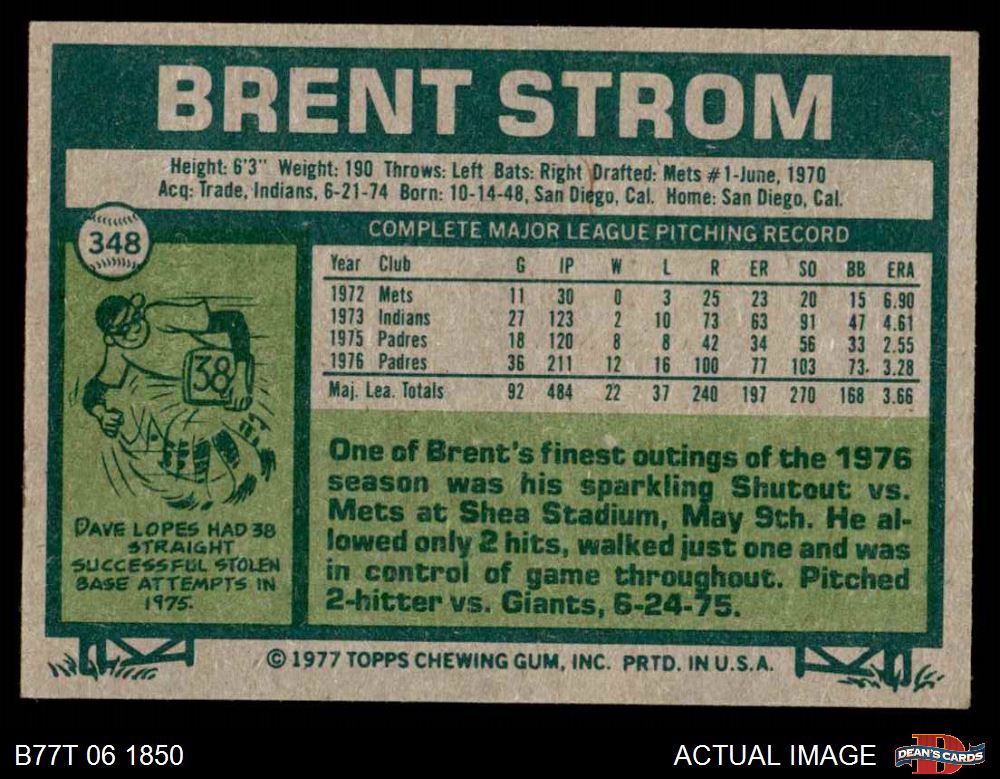 BRENT STROM
Height: 6'3" Weight: 190 Throws: Left Bats: Right Drafted: Mets #1-June, 1970
Acq: Trade, Indians, 6-21-74 Born: 10-14-48, San Diego, Cal. Home: San Diego, Cal.
348
COMPLETE MAJOR LEAGUE PITCHING RECORD
Year Club G IP W L R ER SO BB ERA
1972 Mets 11 30 0 3 25 23 20 15 6.90
1973 Indians 27 123 2 10 73 63 91 47 4.61
1975 Padres 18 120 8 8 42 34 56 33 2.55
1976 Padres 36 211 12 16 100 77 103 73 3.28
Maj. Lea. Totals 92 484 22 37 240 197 270 168 3.66
38
DAVE LOPES HAD 38
STRAIGHT
SUCCESSFUL STOLEN
BASE ATTEMPTS IN
1975.
One of Brent's finest outings of the 1976
season was his sparkling Shutout vs.
Mets at Shea Stadium, May 9th. He al-
lowed only 2 hits, walked just one and was
in control of game throughout. Pitched
2-hitter vs. Giants, 6-24-75.
© 1977 TOPPS CHEWING GUM, INC. PRTD. IN U.S.A.
B77T 06 1850
ACTUAL IMAGE
D
DEAN'S CARDS